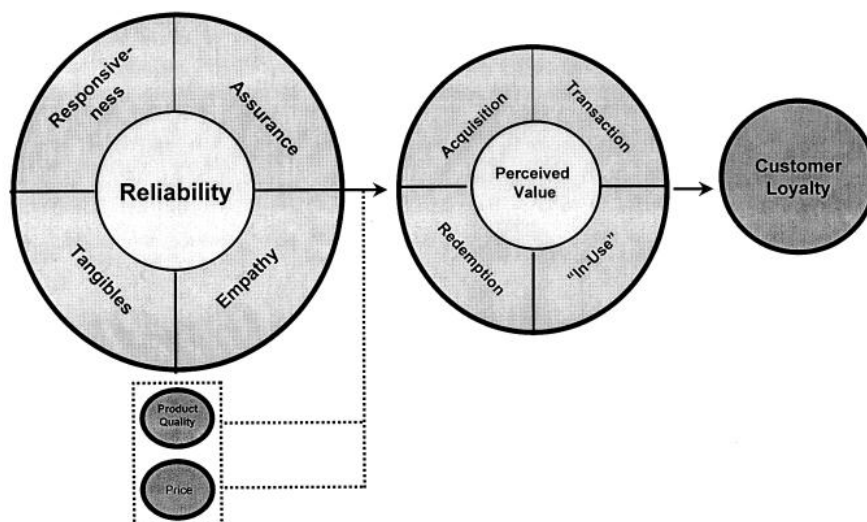 Responsive-
ness
Assurance
Reliability
Tangibles
Empathy
Product
Quality
Price
Acquisition
Transaction
Perceived
Value
Redemption
“In-Use”
Customer
Loyalty